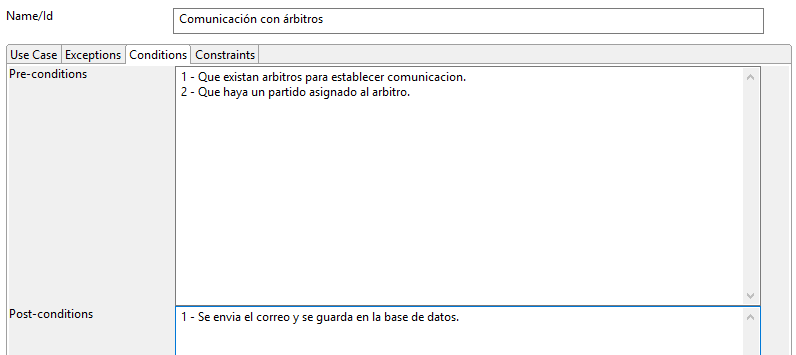 Name/Id
Comunicación con árbitros
Use Case Exceptions Conditions Constraints
Pre-conditions
1 - Que existan arbitros para establecer comunicacion.
2 - Que haya un partido asignado al arbitro.
Post-conditions
1 - Se envia el correo y se guarda en la base de datos.